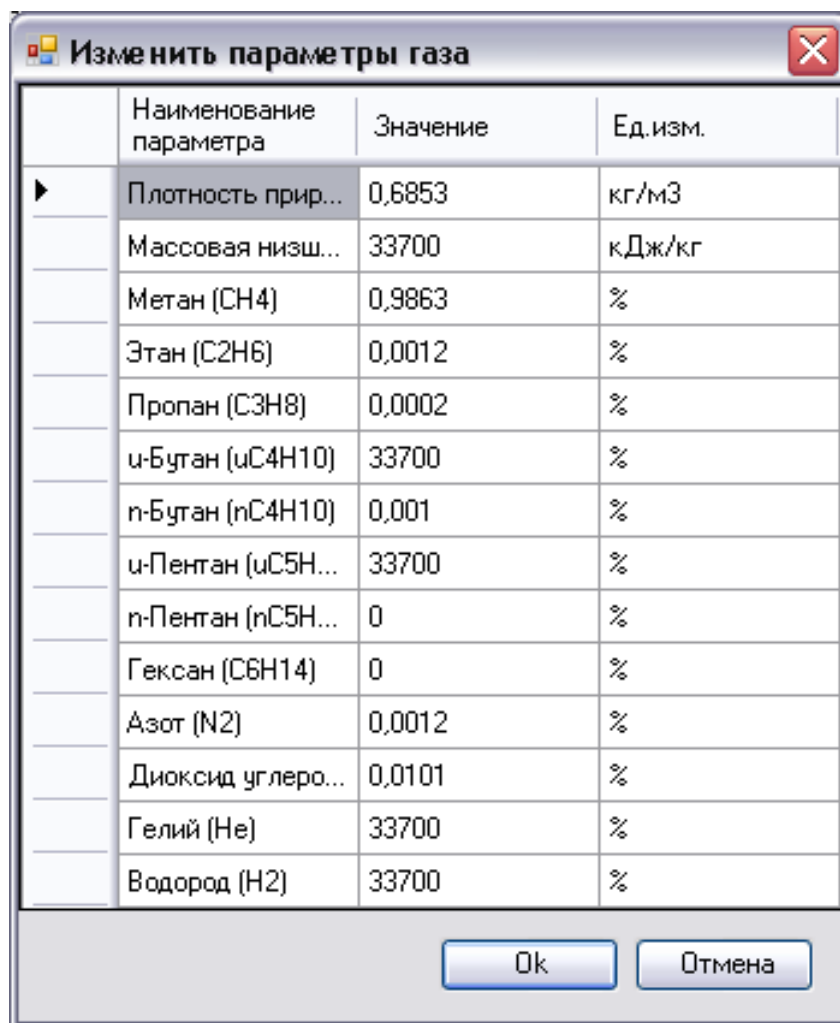 Изменить параметры газа
Наименование параметра Значение Ед.изм.
Плотность прир... 0,6853 кг/м3
Массовая низш... 33700 кДж/кг
Метан (CH4) 0,9863 %
Этан (C2H6) 0,0012 %
Пропан (C3H8) 0,0002 %
u-Бутан (uC4H10) 33700 %
n-Бутан (nC4H10) 0,001 %
u-Пентан (uC5H... 33700 %
n-Пентан (nC5H... 0 %
Гексан (C6H14) 0 %
Азот (N2) 0,0012 %
Диоксид углеро... 0,0101 %
Гелий (He) 33700 %
Водород (H2) 33700 %
Ok Отмена